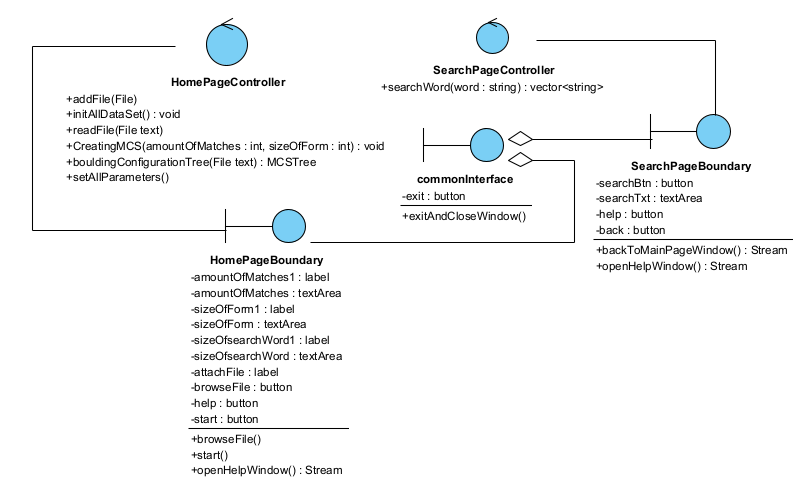 HomePageController
+addFile(File)
+initAllDataSet() : void
+readFile(File text)
+CreatingMCS(amountOfMatches : int, sizeOfForm : int) : void
+bouldingConfigurationTree(File text) : MCSTree
+setAllParameters()
SearchPageController
+searchWord(word : string) : vector<string>
commonInterface
-exit : button
+exitAndCloseWindow()
SearchPageBoundary
-searchBtn : button
-searchTxt : textArea
-help : button
-back : button
+backToMainPageWindow() : Stream
+openHelpWindow() : Stream
HomePageBoundary
-amountOfMatches1 : label
-amountOfMatches : textArea
-sizeOfForm1 : label
-sizeOfForm : textArea
-sizeOfsearchWord1 : label
-sizeOfsearchWord : textArea
-attachFile : label
-browseFile : button
-help : button
-start : button
+browseFile()
+start()
+openHelpWindow() : Stream